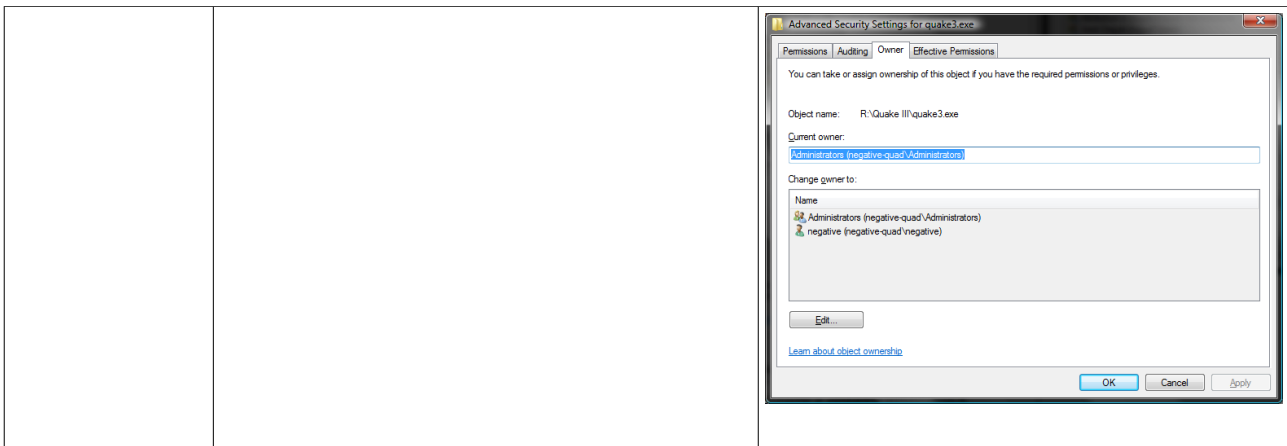 Advanced Security Settings for quake3.exe
Permissions Auditing Owner Effective Permissions
You can take or assign ownership of this object if you have the required permissions or privileges.
Object name: R:\Quake III\quake3.exe
Current owner:
Administrators (negative-quad\Administrators)
Change owner to:
Name
Administrators (negative-quad\Administrators)
negative (negative-quad\negative)
Edit...
Learn about object ownership
OK Cancel Apply